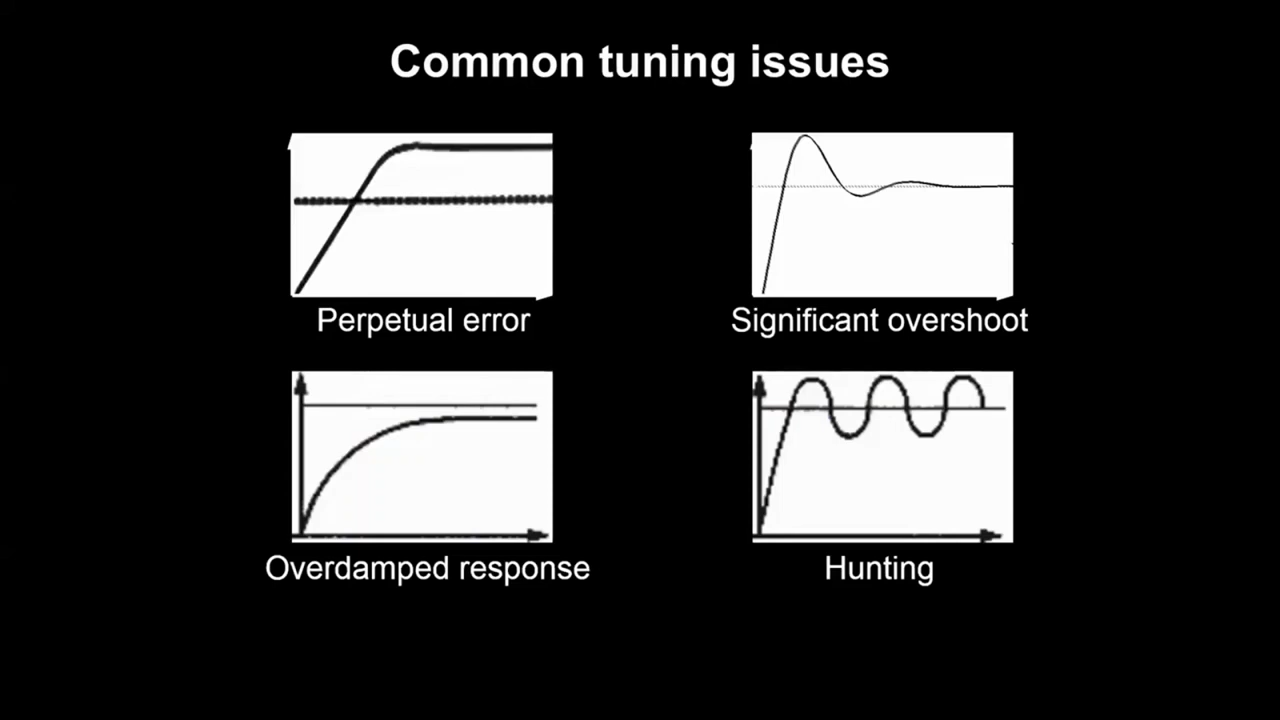 Common tuning issues
Perpetual error
Significant overshoot
Overdamped response
Hunting